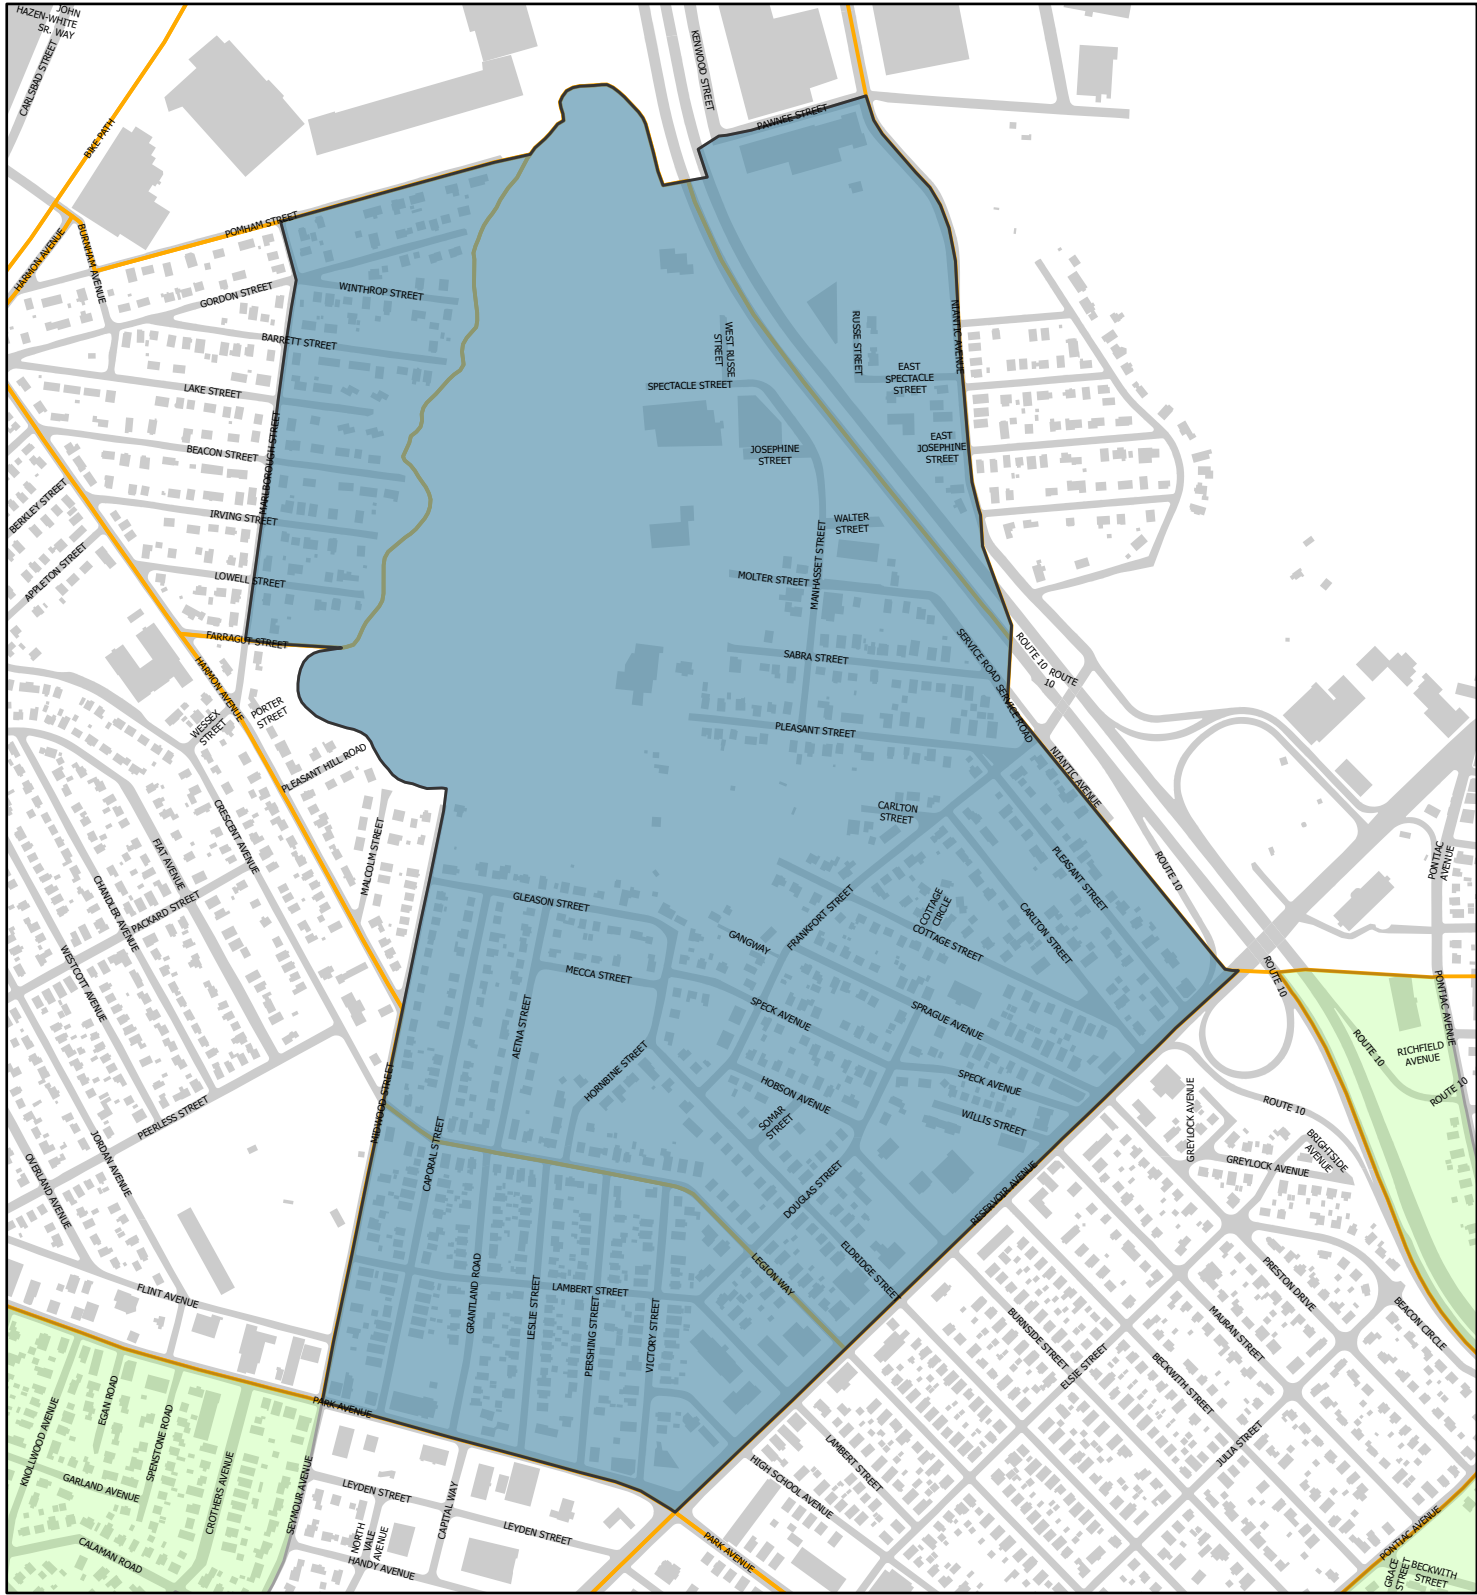 JOHN
HAZEN-WHITE
SR. WAY
CARLSBAD STREET
BIKE PATH
KENWOOD STREET
PAWNEE STREET
POMHAM STREET
HARMON AVENUE
BURNHAM AVENUE
GORDON STREET
WINTHROP STREET
BARRETT STREET
LAKE STREET
MARLBOROUGH STREET
BEACON STREET
IRVING STREET
LOWELL STREET
FARRAGUT STREET
BERKLEY STREET
APPLETON STREET
HARMON AVENUE
WESSEX
STREET
PORTER
STREET
PLEASANT HILL ROAD
MALCOLM STREET
CRESCENT AVENUE
FIAT AVENUE
CHANDLER AVENUE
PACKARD STREET
WESTCOTT AVENUE
PEERLESS STREET
JORDAN AVENUE
OVERLAND AVENUE
FLINT AVENUE
WEST RUSSE
STREET
SPECTACLE STREET
JOSEPHINE
STREET
RUSSE STREET
EAST
SPECTACLE
STREET
EAST
JOSEPHINE
STREET
NIANTIC AVENUE
WALTER
STREET
MANHASSET STREET
MOLTER STREET
SABRA STREET
PLEASANT STREET
SERVICE ROAD
SERVICE ROAD
ROUTE 10
ROUTE
10
NIANTIC AVENUE
CARLTON
STREET
PLEASANT STREET
ROUTE 10
PONTIAC
AVENUE
GLEASON STREET
GANGWAY
FRANKFORT STREET
COTTAGE
CIRCLE
COTTAGE STREET
CARLTON STREET
MECCA STREET
AETNA STREET
SPECK AVENUE
SPRAGUE AVENUE
ROUTE 10
PONTIAC AVENUE
ROUTE 10
RICHFIELD
AVENUE
ROUTE 10
HORNBINE STREET
HOBSON AVENUE
SOMAR
STREET
SPECK AVENUE
WILLIS STREET
ROUTE 10
GREYLOCK AVENUE
BRIGHTSIDE
AVENUE
GREYLOCK AVENUE
MIDWOOD STREET
CAPORAL STREET
DOUGLAS STREET
RESERVOIR AVENUE
ELDRIDGE STREET
LEGION WAY
GRANTLAND ROAD
LESLIE STREET
LAMBERT STREET
PERSHING STREET
VICTORY STREET
PRESTON DRIVE
BEACON CIRCLE
MAURAN STREET
BURNSIDE STREET
ELSIE STREET
BECKWITH STREET
JULIA STREET
PARK AVENUE
KNOLLWOOD AVENUE
EGAN ROAD
SPENSTONE ROAD
GARLAND AVENUE
CROTHERS AVENUE
CALAMAN ROAD
SEYMOUR AVENUE
LEYDEN STREET
NORTH
VALE
AVENUE
CAPITAL WAY
HANDY AVENUE
LEYDEN STREET
PARK AVENUE
HIGH SCHOOL AVENUE
LAMBERT STREET
PONTIAC AVENUE
GRACE
STREET
BECKWITH
STREET